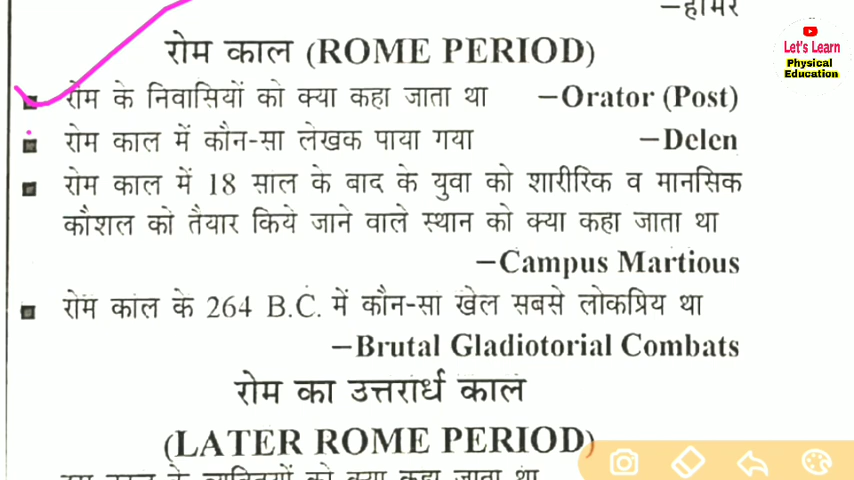 –होमर
रोम काल (ROME PERIOD)
Let's Learn
Physical
Education
रोम के निवासियों को क्या कहा जाता था –Orator (Post)
रोम काल में कौन-सा लेखक पाया गया –Delen
रोम काल में 18 साल के बाद के युवा को शारीरिक व मानसिक
कौशल को तैयार किये जाने वाले स्थान को क्या कहा जाता था
–Campus Martious
रोम काल के 264 B.C. में कौन-सा खेल सबसे लोकप्रिय था
–Brutal Gladiotorial Combats
रोम का उत्तरार्ध काल
(LATER ROME PERIOD)